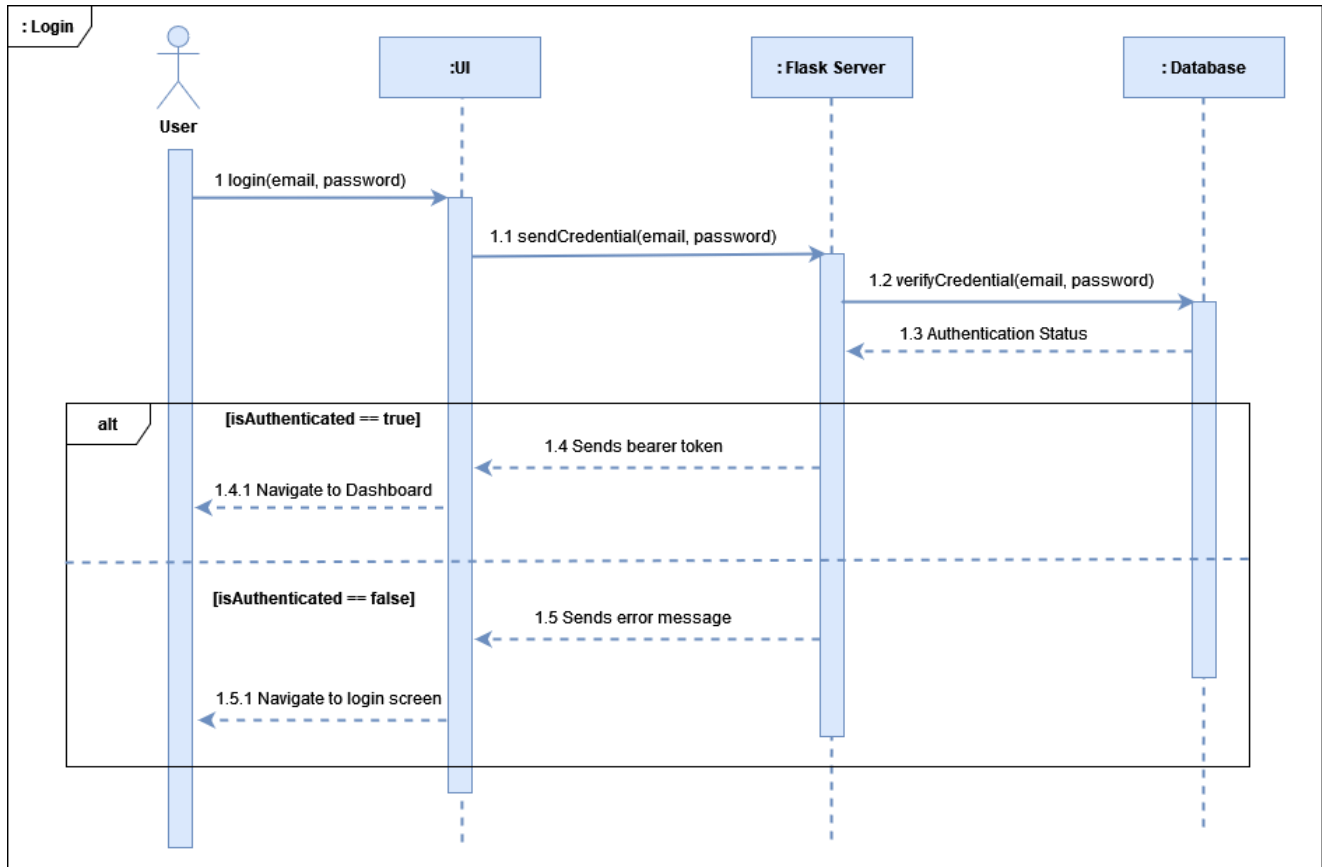 : Login
:UI
: Flask Server
: Database
User
1 login(email, password)
1.1 sendCredential(email, password)
1.2 verifyCredential(email, password)
1.3 Authentication Status
alt
[isAuthenticated == true]
1.4 Sends bearer token
1.4.1 Navigate to Dashboard
[isAuthenticated == false]
1.5 Sends error message
1.5.1 Navigate to login screen